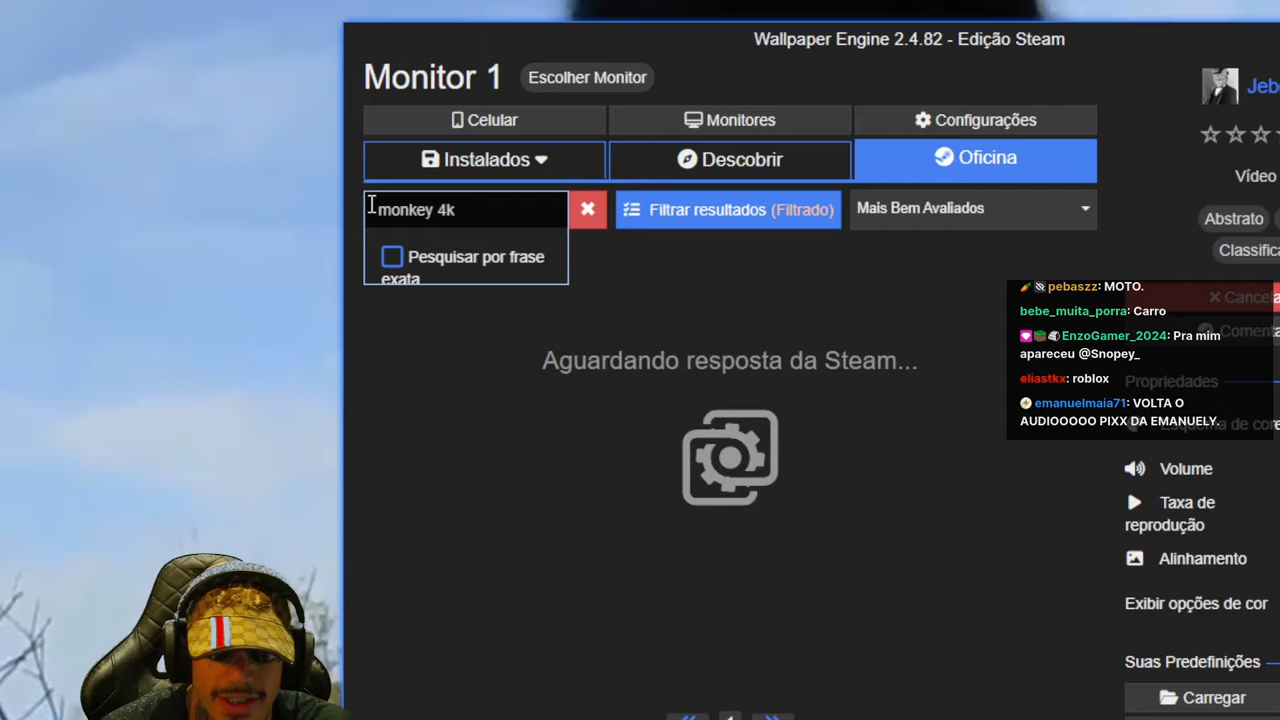 Wallpaper Engine 2.4.82 - Edição Steam
Monitor 1
Escolher Monitor
Celular
Monitores
Configurações
Instalados
Descobrir
Oficina
monkey 4k
Filtrar resultados (Filtrado)
Mais Bem Avaliados
Pesquisar por frase
exata
Aguardando resposta da Steam...
1
Vídeo
Abstrato
pebaszz: MOTO.
bebe_muita_porra: Carro
EnzoGamer_2024: Pra mim
apareceu @Snopey_
eliastkx: roblox
emanuelmaia71: VOLTA O
AUDIOOOOO PIXX DA EMANUELY.
Propriedades
Volume
Taxa de
reprodução
Alinhamento
Exibir opções de cor
Suas Predefinições
Carregar